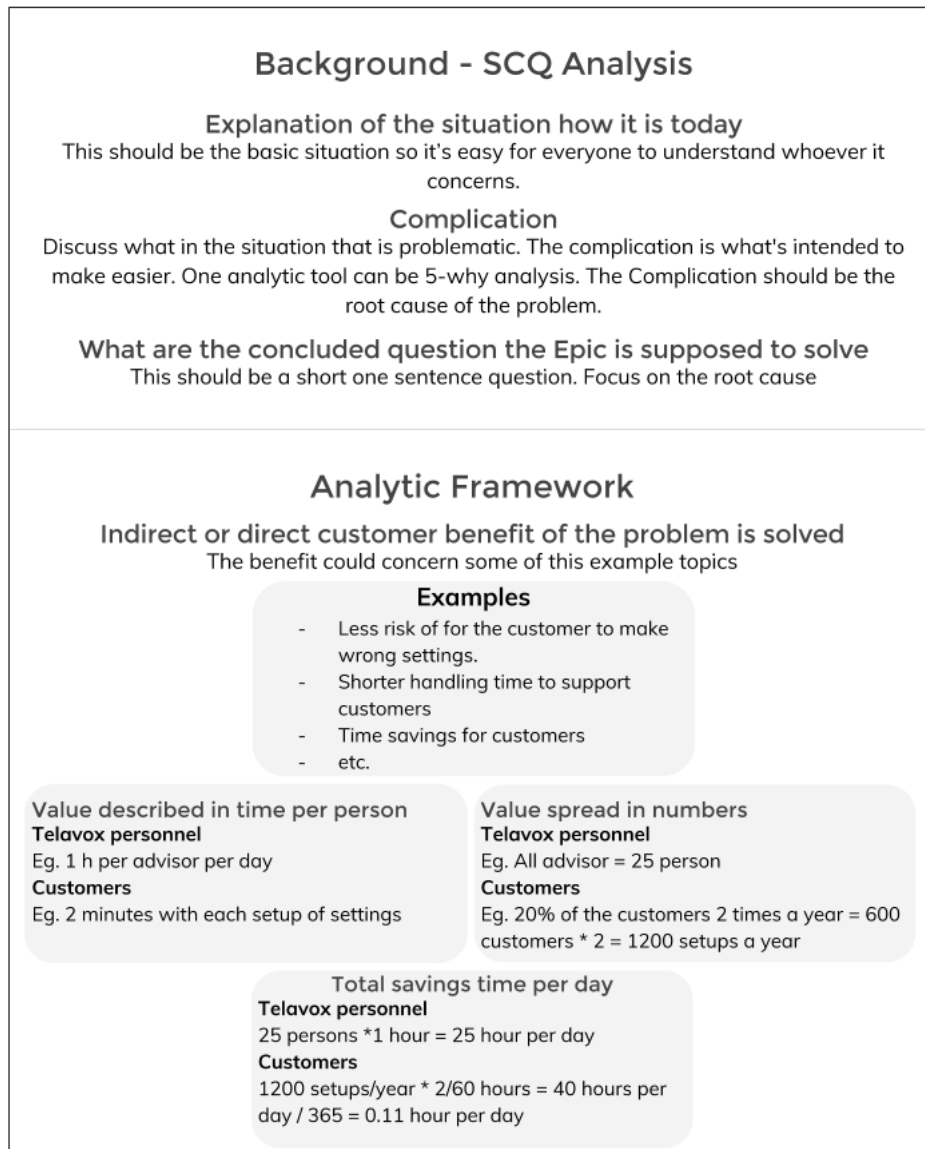 Background - SCQ Analysis
Explanation of the situation how it is today
This should be the basic situation so it's easy for everyone to understand whoever it
concerns.
Complication
Discuss what in the situation that is problematic. The complication is what's intended to
make easier. One analytic tool can be 5-why analysis. The Complication should be the
root cause of the problem.
What are the concluded question the Epic is supposed to solve
This should be a short one sentence question. Focus on the root cause
Analytic Framework
Indirect or direct customer benefit of the problem is solved
The benefit could concern some of this example topics
Examples
- Less risk of for the customer to make
wrong settings.
- Shorter handling time to support
customers
- Time savings for customers
- etc.
Value described in time per person
Telavox personnel
Eg. 1 h per advisor per day
Customers
Eg. 2 minutes with each setup of settings
Value spread in numbers
Telavox personnel
Eg. All advisor = 25 person
Customers
Eg. 20% of the customers 2 times a year = 600
customers * 2 = 1200 setups a year
Total savings time per day
Telavox personnel
25 persons *1 hour = 25 hour per day
Customers
1200 setups/year * 2/60 hours = 40 hours per
day / 365 = 0.11 hour per day